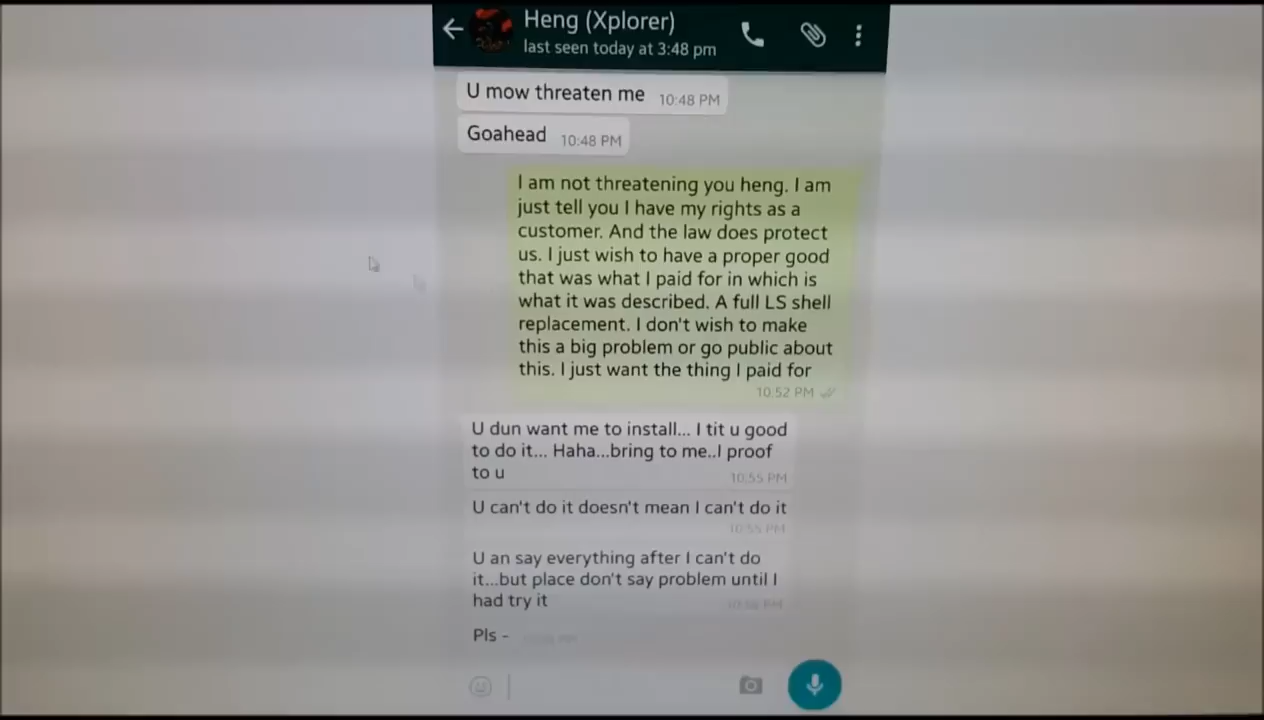 Heng (Xplorer)
last seen today at 3:48 pm
U mow threaten me 10:48 PM
Goahead 10:48 PM
I am not threatening you heng. I am
just tell you I have my rights as a
customer. And the law does protect
us. I just wish to have a proper good
that was what I paid for in which is
what it was described. A full LS shell
replacement. I don't wish to make
this a big problem or go public about
this. I just want the thing I paid for
10:52 PM
U dun want me to install... I tit u good
to do it... Haha...bring to me..I proof
to u 10:55 PM
U can't do it doesn't mean I can't do it
10:55 PM
U an say everything after I can't do
it...but place don't say problem until I
had try it
Pls -